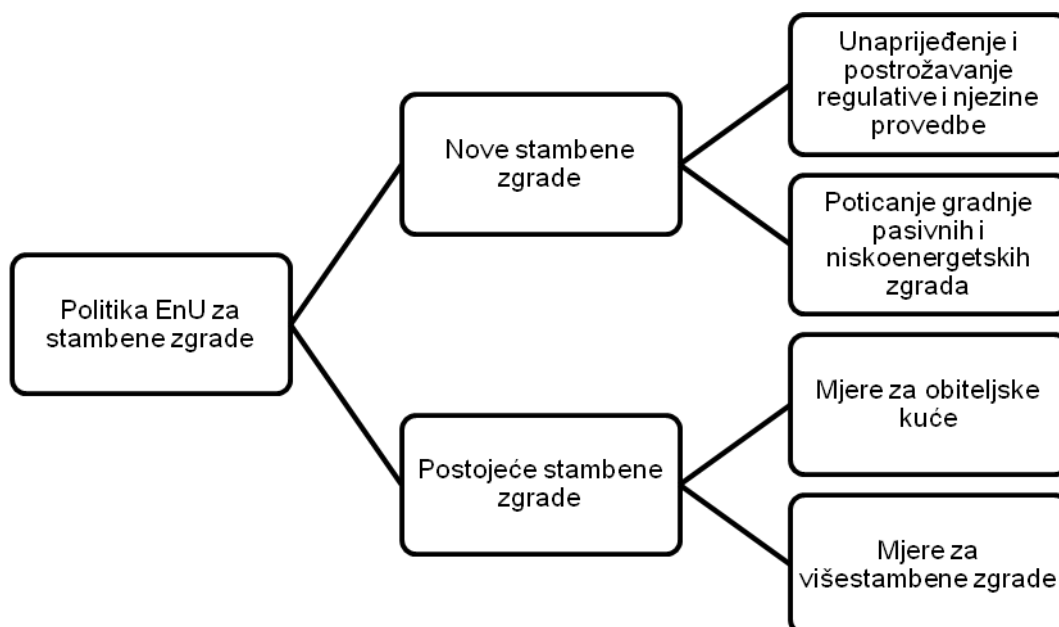 Politika EnU za
stambene zgrade
Nove stambene
zgrade
Unaprijeđenje i
postrožavanje
regulative i njezine
provedbe
Poticanje gradnje
pasivnih i
niskoenergetskih
zgrada
Postojeće stambene
zgrade
Mjere za obiteljske
kuće
Mjere za
višestambene zgrade